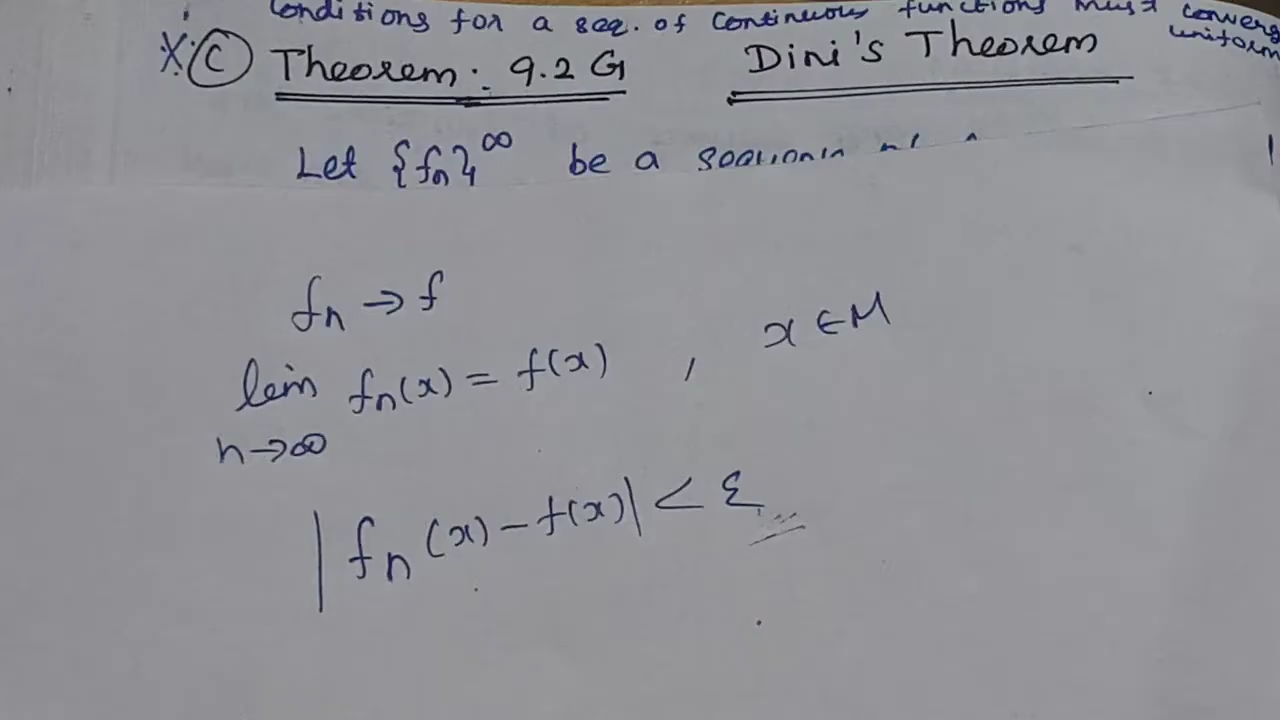 conditions for a seq. of continuous functions must converg
uniform
X. (C) Theorem: 9.2 G Dini's Theorem
Let {fn}∞ be a
fn → f
lim fn(x) = f(x) , x ∈ M
n→∞
|fn(x) - f(x)| < ε